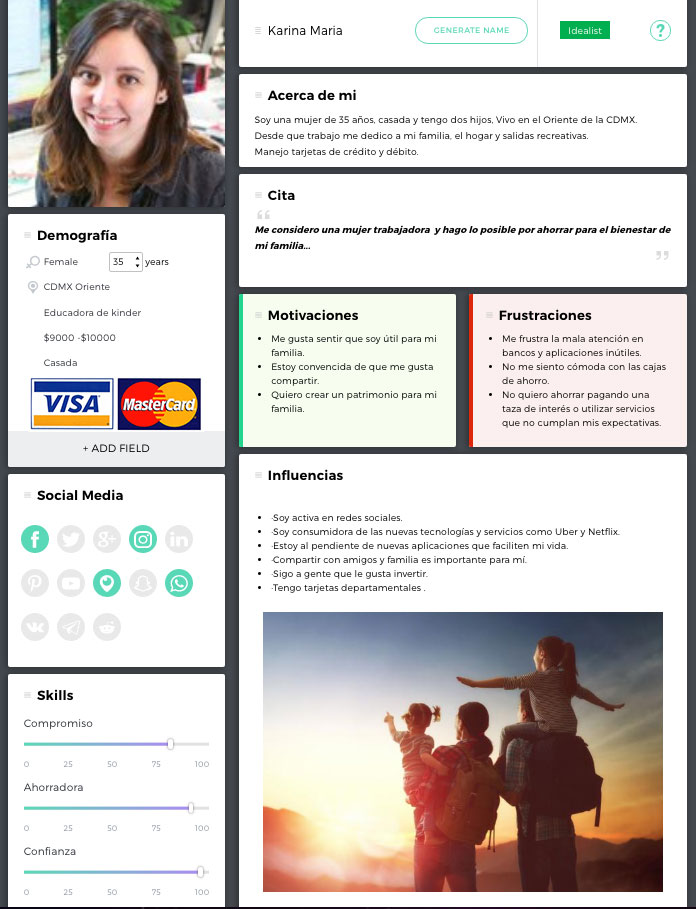 Karina Maria
GENERATE NAME
Idealist
?
Acerca de mi
Soy una mujer de 35 años, casada y tengo dos hijos, Vivo en el Oriente de la CDMX.
Desde que trabajo me dedico a mi familia, el hogar y salidas recreativas.
Manejo tarjetas de crédito y débito.
Cita
“
Me considero una mujer trabajadora y hago lo posible por ahorrar para el bienestar de
mi familia...
”
Demografía
Female 35 years
CDMX Oriente
Educadora de kinder
$9000 -$10000
Casada
VISA MasterCard
+ ADD FIELD
Motivaciones
Me gusta sentir que soy útil para mi
familia.
Estoy convencida de que me gusta
compartir.
Quiero crear un patrimonio para mi
familia.
Frustraciones
Me frustra la mala atención en
bancos y aplicaciones inútiles.
No me siento cómoda con las cajas
de ahorro.
No quiero ahorrar pagando una
taza de interés o utilizar servicios
que no cumplan mis expectativas.
Social Media
Skills
Compromiso
0 25 50 75 100
Ahorradora
0 25 50 75 100
Confianza
0 25 50 75 100
Influencias
·Soy activa en redes sociales.
·Soy consumidora de las nuevas tecnologías y servicios como Uber y Netflix.
·Estoy al pendiente de nuevas aplicaciones que faciliten mi vida.
·Compartir con amigos y familia es importante para mí.
·Sigo a gente que le gusta invertir.
·Tengo tarjetas departamentales .